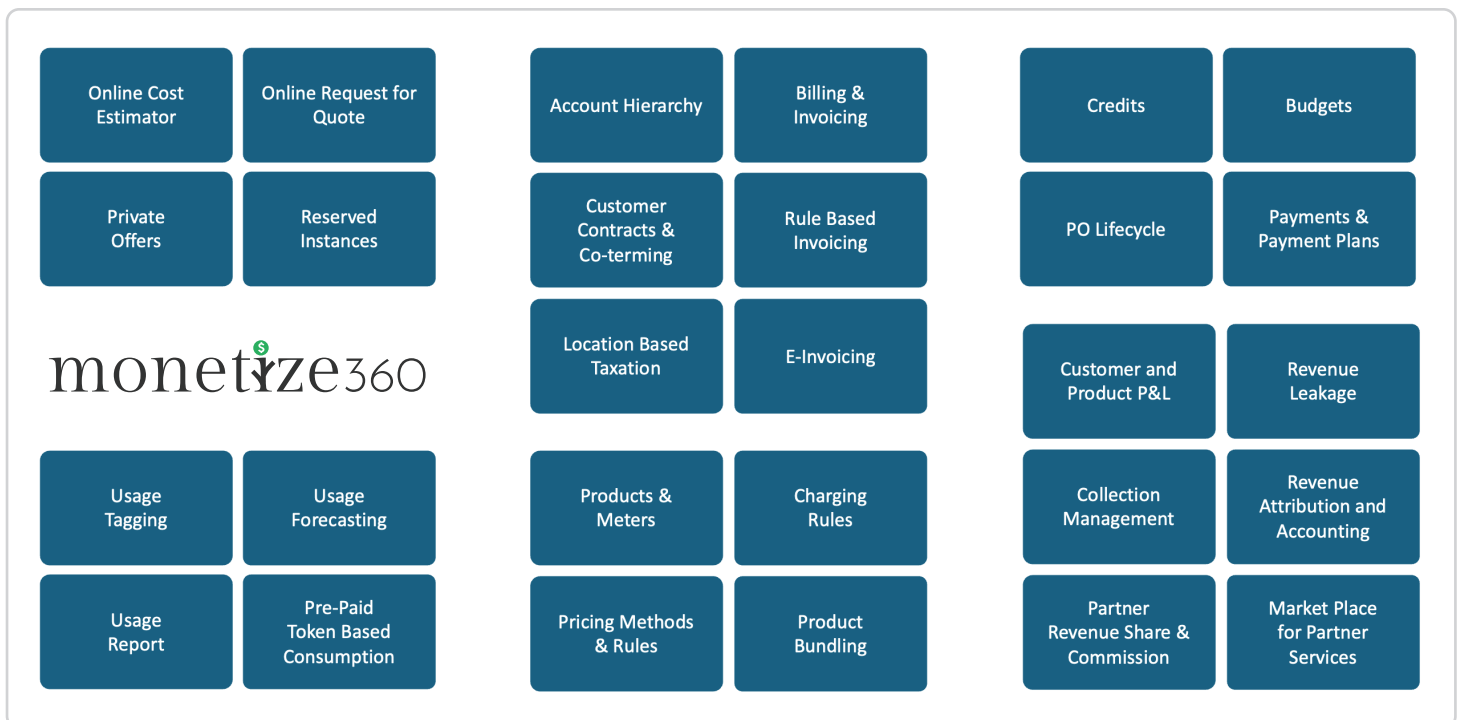 Online Cost
Estimator
Online Request for
Quote
Private
Offers
Reserved
Instances
monetize360
$
Usage
Tagging
Usage
Forecasting
Usage
Report
Pre-Paid
Token Based
Consumption
Account Hierarchy
Billing &
Invoicing
Customer
Contracts &
Co-terming
Rule Based
Invoicing
Location Based
Taxation
E-Invoicing
Products &
Meters
Charging
Rules
Pricing Methods
& Rules
Product
Bundling
Credits
Budgets
PO Lifecycle
Payments &
Payment Plans
Customer and
Product P&L
Revenue
Leakage
Collection
Management
Revenue
Attribution and
Accounting
Partner
Revenue Share &
Commission
Market Place
for Partner
Services